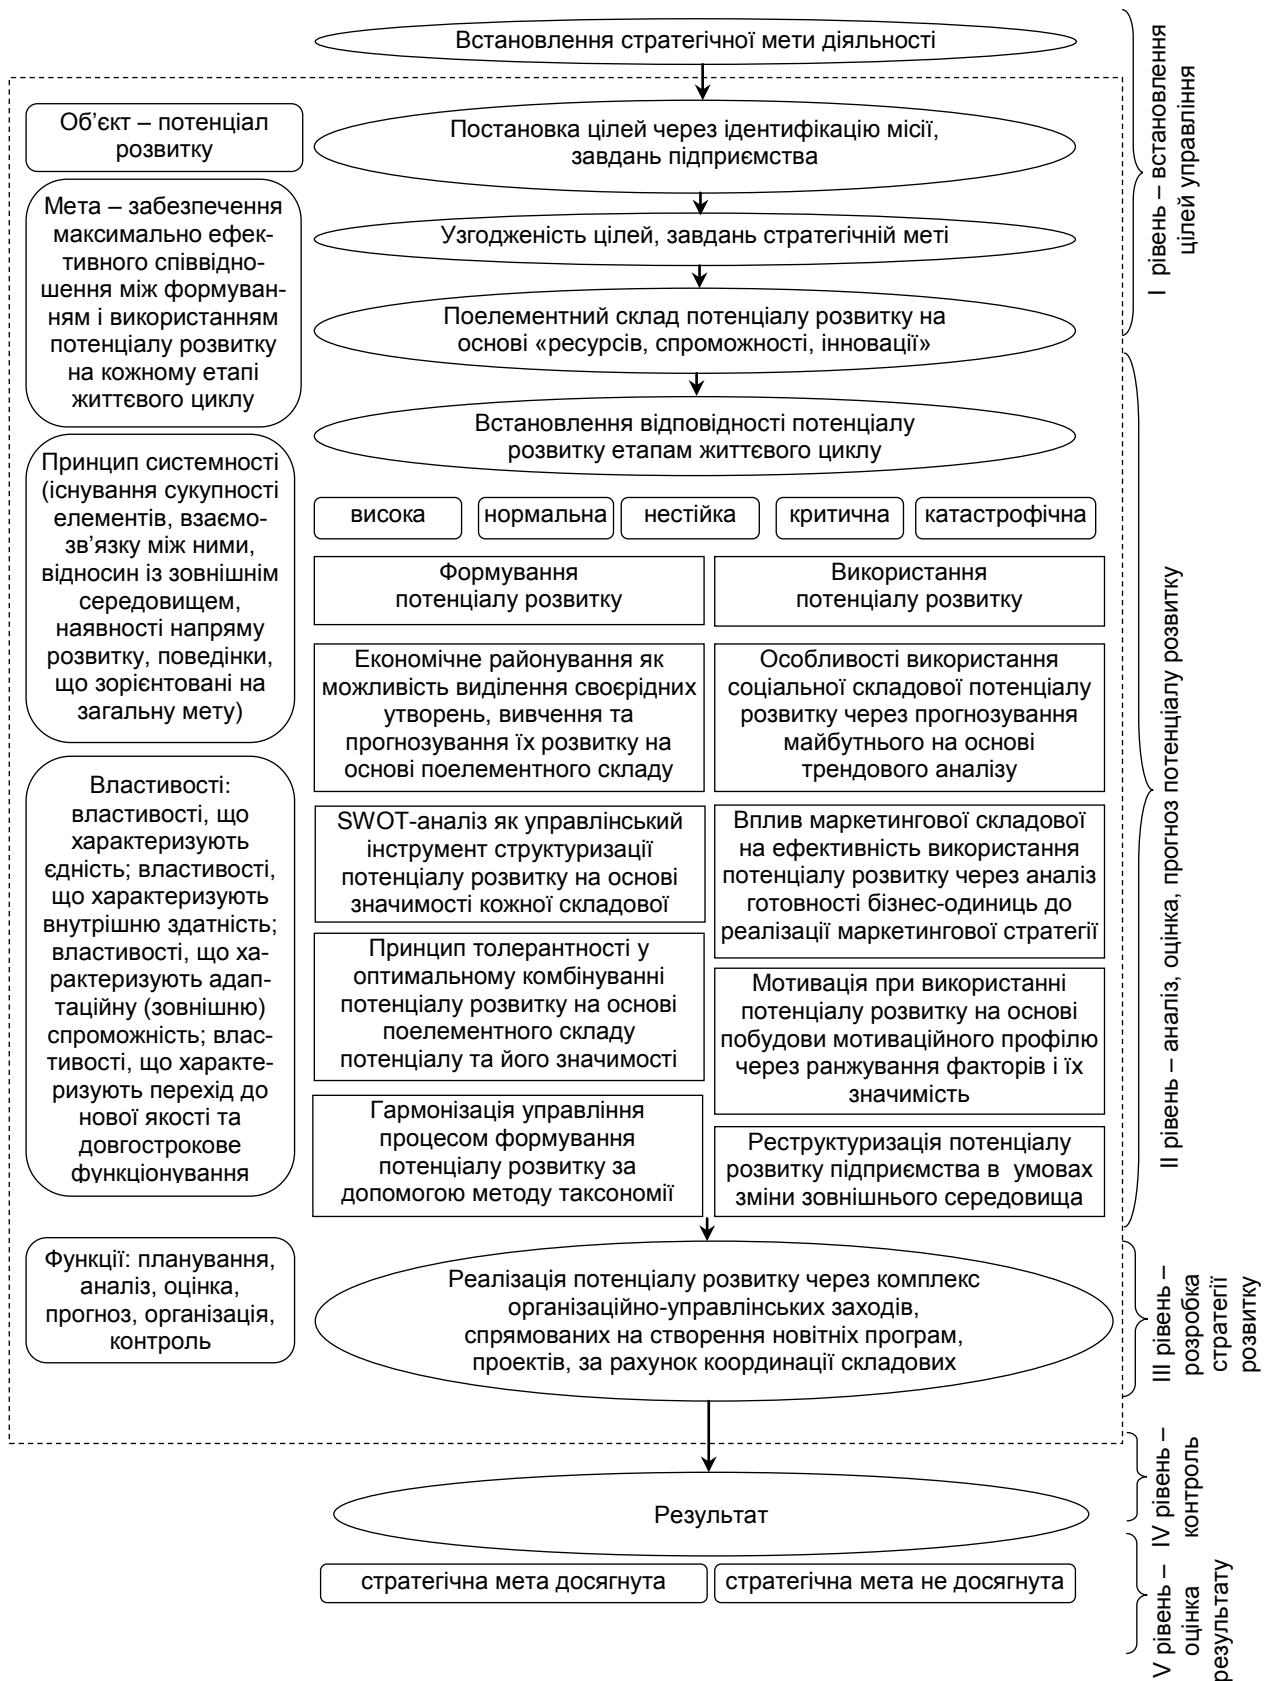 Встановлення стратегічної мети діяльності
Постановка цілей через ідентифікацію місії,
завдань підприємства
Узгодженість цілей, завдань стратегічній меті
Поелементний склад потенціалу розвитку на
основі «ресурсів, спроможності, інновації»
Встановлення відповідності потенціалу
розвитку етапам життєвого циклу
висока
нормальна
нестійка
критична
катастрофічна
Об’єкт – потенціал
розвитку
Мета – забезпечення
максимально ефек-
тивного співвідно-
шення між формуван-
ням і використанням
потенціалу розвитку
на кожному етапі
життєвого циклу
Принцип системності
(існування сукупності
елементів, взаємо-
зв’язку між ними,
відносин із зовнішнім
середовищем,
наявності напряму
розвитку, поведінки,
що зорієнтовані на
загальну мету)
Властивості:
властивості, що
характеризують
єдність; властивості,
що характеризують
внутрішню здатність;
властивості, що ха-
рактеризують адап-
таційну (зовнішню)
спроможність; влас-
тивості, що характе-
ризують перехід до
нової якості та
довгострокове
функціонування
Функції: планування,
аналіз, оцінка,
прогноз, організація,
контроль
Формування
потенціалу розвитку
Економічне районування як
можливість виділення своєрідних
утворень, вивчення та
прогнозування їх розвитку на
основі поелементного складу
SWOT-аналіз як управлінський
інструмент структуризації
потенціалу розвитку на основі
значимості кожної складової
Принцип толерантності у
оптимальному комбінуванні
потенціалу розвитку на основі
поелементного складу
потенціалу та його значимості
Гармонізація управління
процесом формування
потенціалу розвитку за
допомогою методу таксономії
Використання
потенціалу розвитку
Особливості використання
соціальної складової потенціалу
розвитку через прогнозування
майбутнього на основі
трендового аналізу
Вплив маркетингової складової
на ефективність використання
потенціалу розвитку через аналіз
готовності бізнес-одиниць до
реалізації маркетингової стратегії
Мотивація при використанні
потенціалу розвитку на основі
побудови мотиваційного профілю
через ранжування факторів і їх
значимість
Реструктуризація потенціалу
розвитку підприємства в умовах
зміни зовнішнього середовища
Реалізація потенціалу розвитку через комплекс
організаційно-управлінських заходів,
спрямованих на створення новітніх програм,
проектів, за рахунок координації складових
Результат
стратегічна мета досягнута
стратегічна мета не досягнута
I рівень – встановлення
цілей управління
II рівень – аналіз, оцінка, прогноз потенціалу розвитку
III рівень –
розробка
стратегії
розвитку
IV рівень –
контроль
V рівень –
оцінка
результату